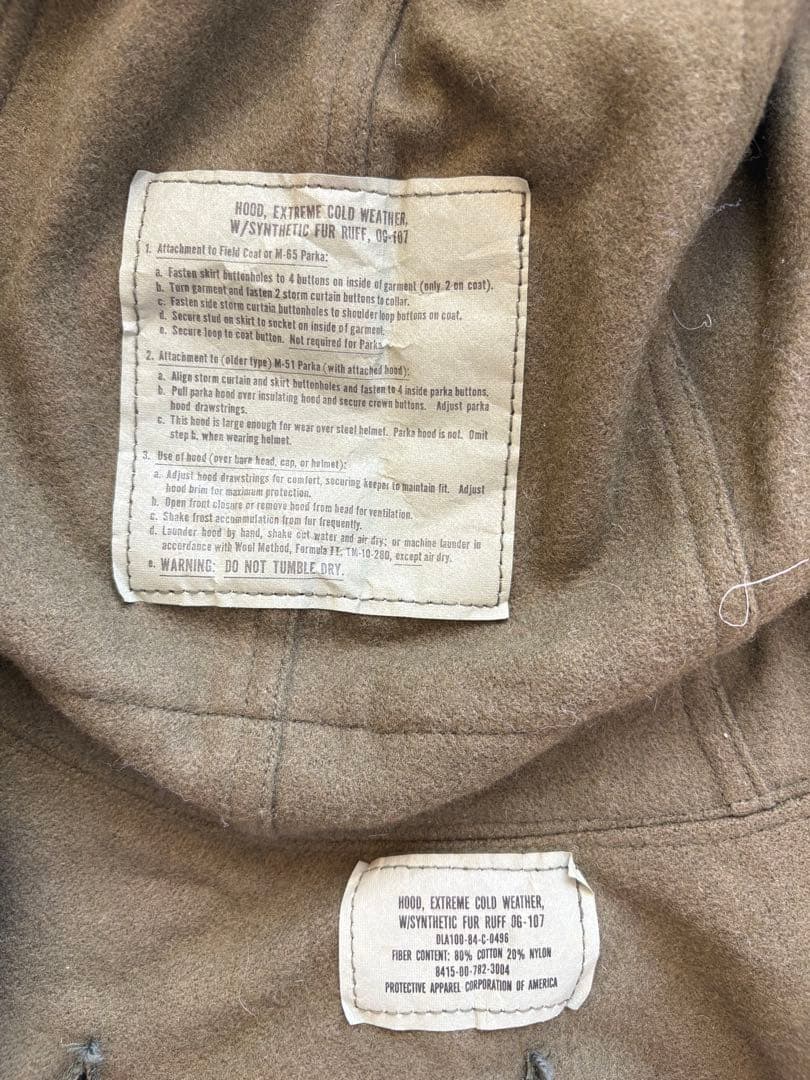 HOOD, EXTREME COLD WEATHER,
W/SYNTHETIC FUR RUFF, OG-107
1. Attachment to Field Coat or M-65 Parka:
a. Fasten skirt buttonholes to 4 buttons on inside of garment (only 2 on coat).
b. Turn garment and fasten 2 storm curtain buttons to collar.
c. Fasten side storm curtain buttonholes to shoulder loop buttons on coat.
d. Secure stud on skirt to socket on inside of garment.
e. Secure loop to coat button. Not required for Parka.
2. Attachment to (older type) M-51 Parka (with attached hood):
a. Align storm curtain and skirt buttonholes and fasten to 4 inside parka buttons.
b. Pull parka hood over insulating hood and secure crown buttons. Adjust parka
hood drawstrings.
c. This hood is large enough for wear over steel helmet. Parka hood is not. Omit
step b. when wearing helmet.
3. Use of hood (over bare head, cap, or helmet):
a. Adjust hood drawstrings for comfort, securing keeper to maintain fit. Adjust
hood brim for maximum protection.
b. Open front closure or remove hood from head for ventilation.
c. Shake frost accummulation from fur frequently.
d. Launder hood by hand, shake out water and air dry; or machine launder in
accordance with Wool Method, Formula II, TM-10-280, except air dry.
e. WARNING: DO NOT TUMBLE DRY.
HOOD, EXTREME COLD WEATHER,
W/SYNTHETIC FUR RUFF OG-107
DLA100-84-C-0496
FIBER CONTENT: 80% COTTON 20% NYLON
8415-00-782-3004
PROTECTIVE APPAREL CORPORATION OF AMERICA